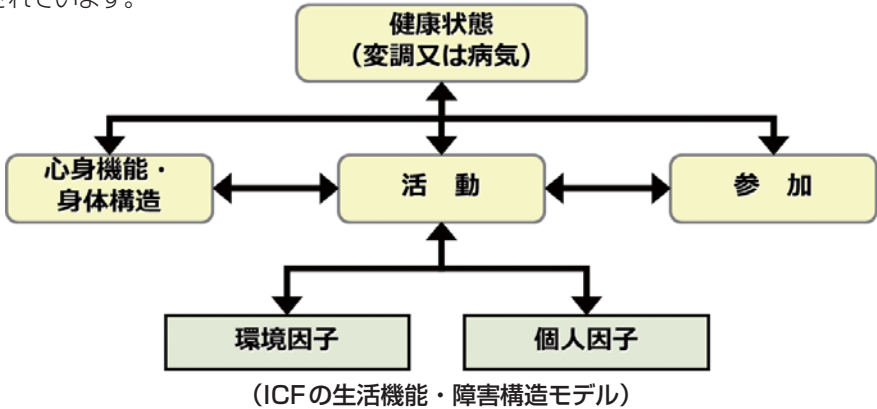 されています。
健康状態
（変調又は病気）
心身機能・
身体構造
活　動
参　加
環境因子
個人因子
（ICFの生活機能・障害構造モデル）